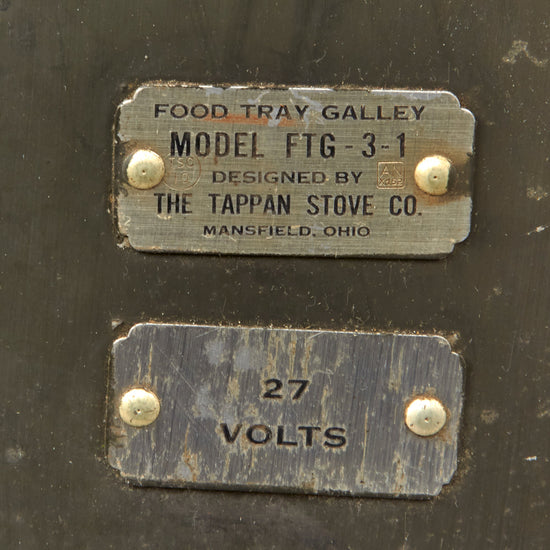 FOOD TRAY GALLEY
MODEL FTG-3-1
DESIGNED BY
THE TAPPAN STOVE CO.
MANSFIELD, OHIO
27
VOLTS